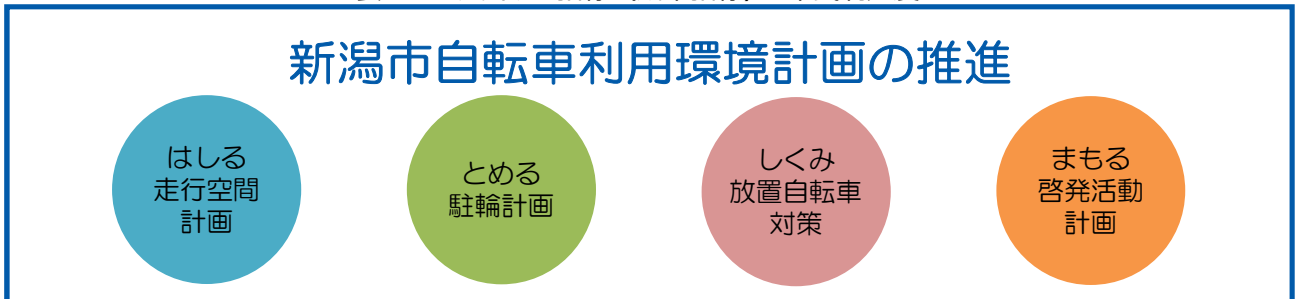 新潟市自転車利用環境計画の推進
はしる
走行空間
計画
とめる
駐輪計画
しくみ
放置自転車
対策
まもる
啓発活動
計画